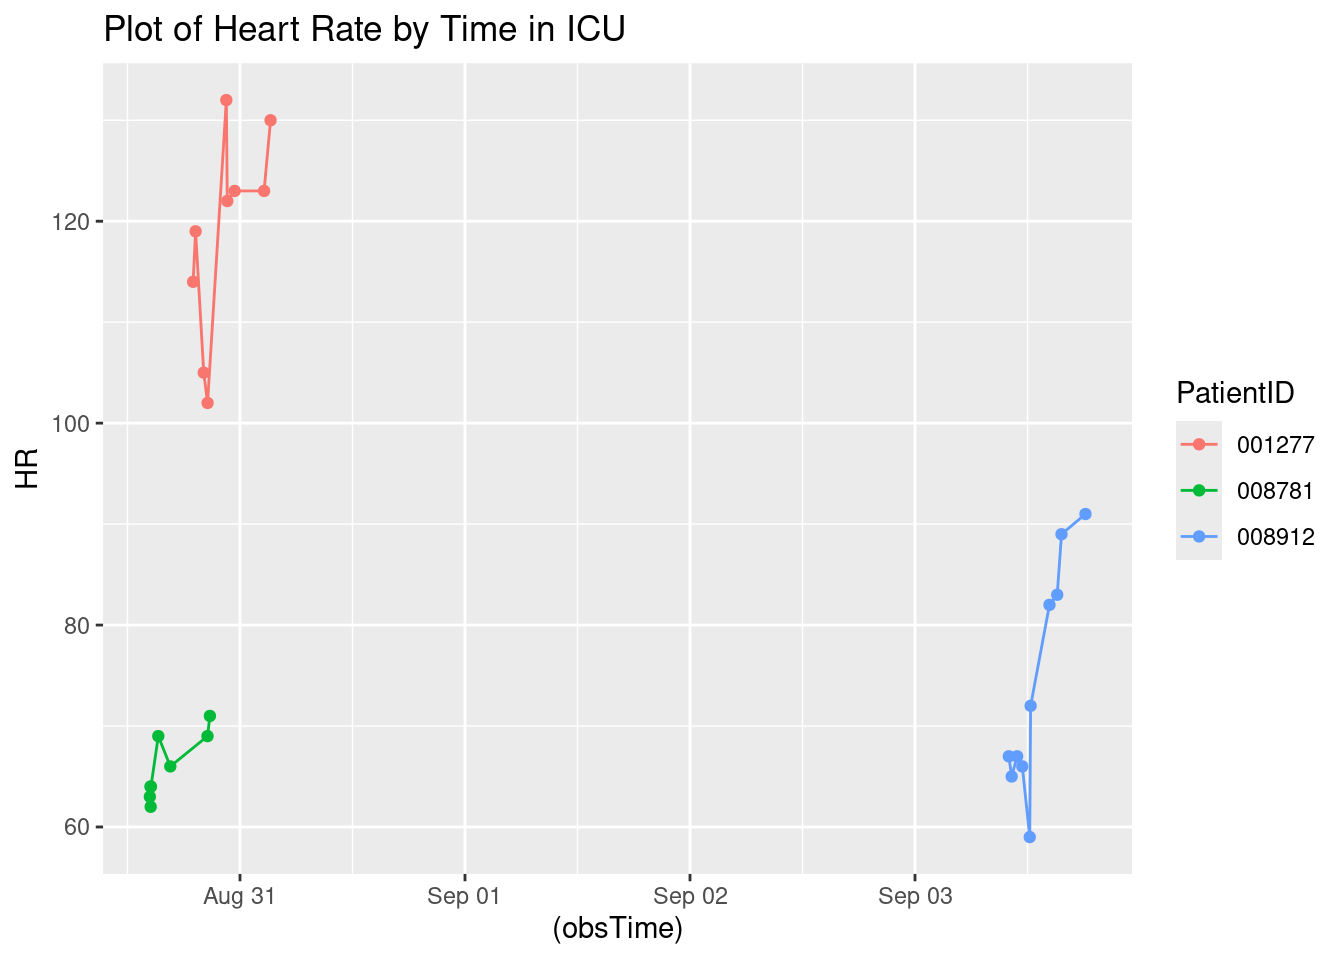 Plot of Heart Rate by Time in ICU
120
100
80
60
HR
Aug 31
Sep 01
Sep 02
Sep 03
(obsTime)
PatientID
001277
008781
008912